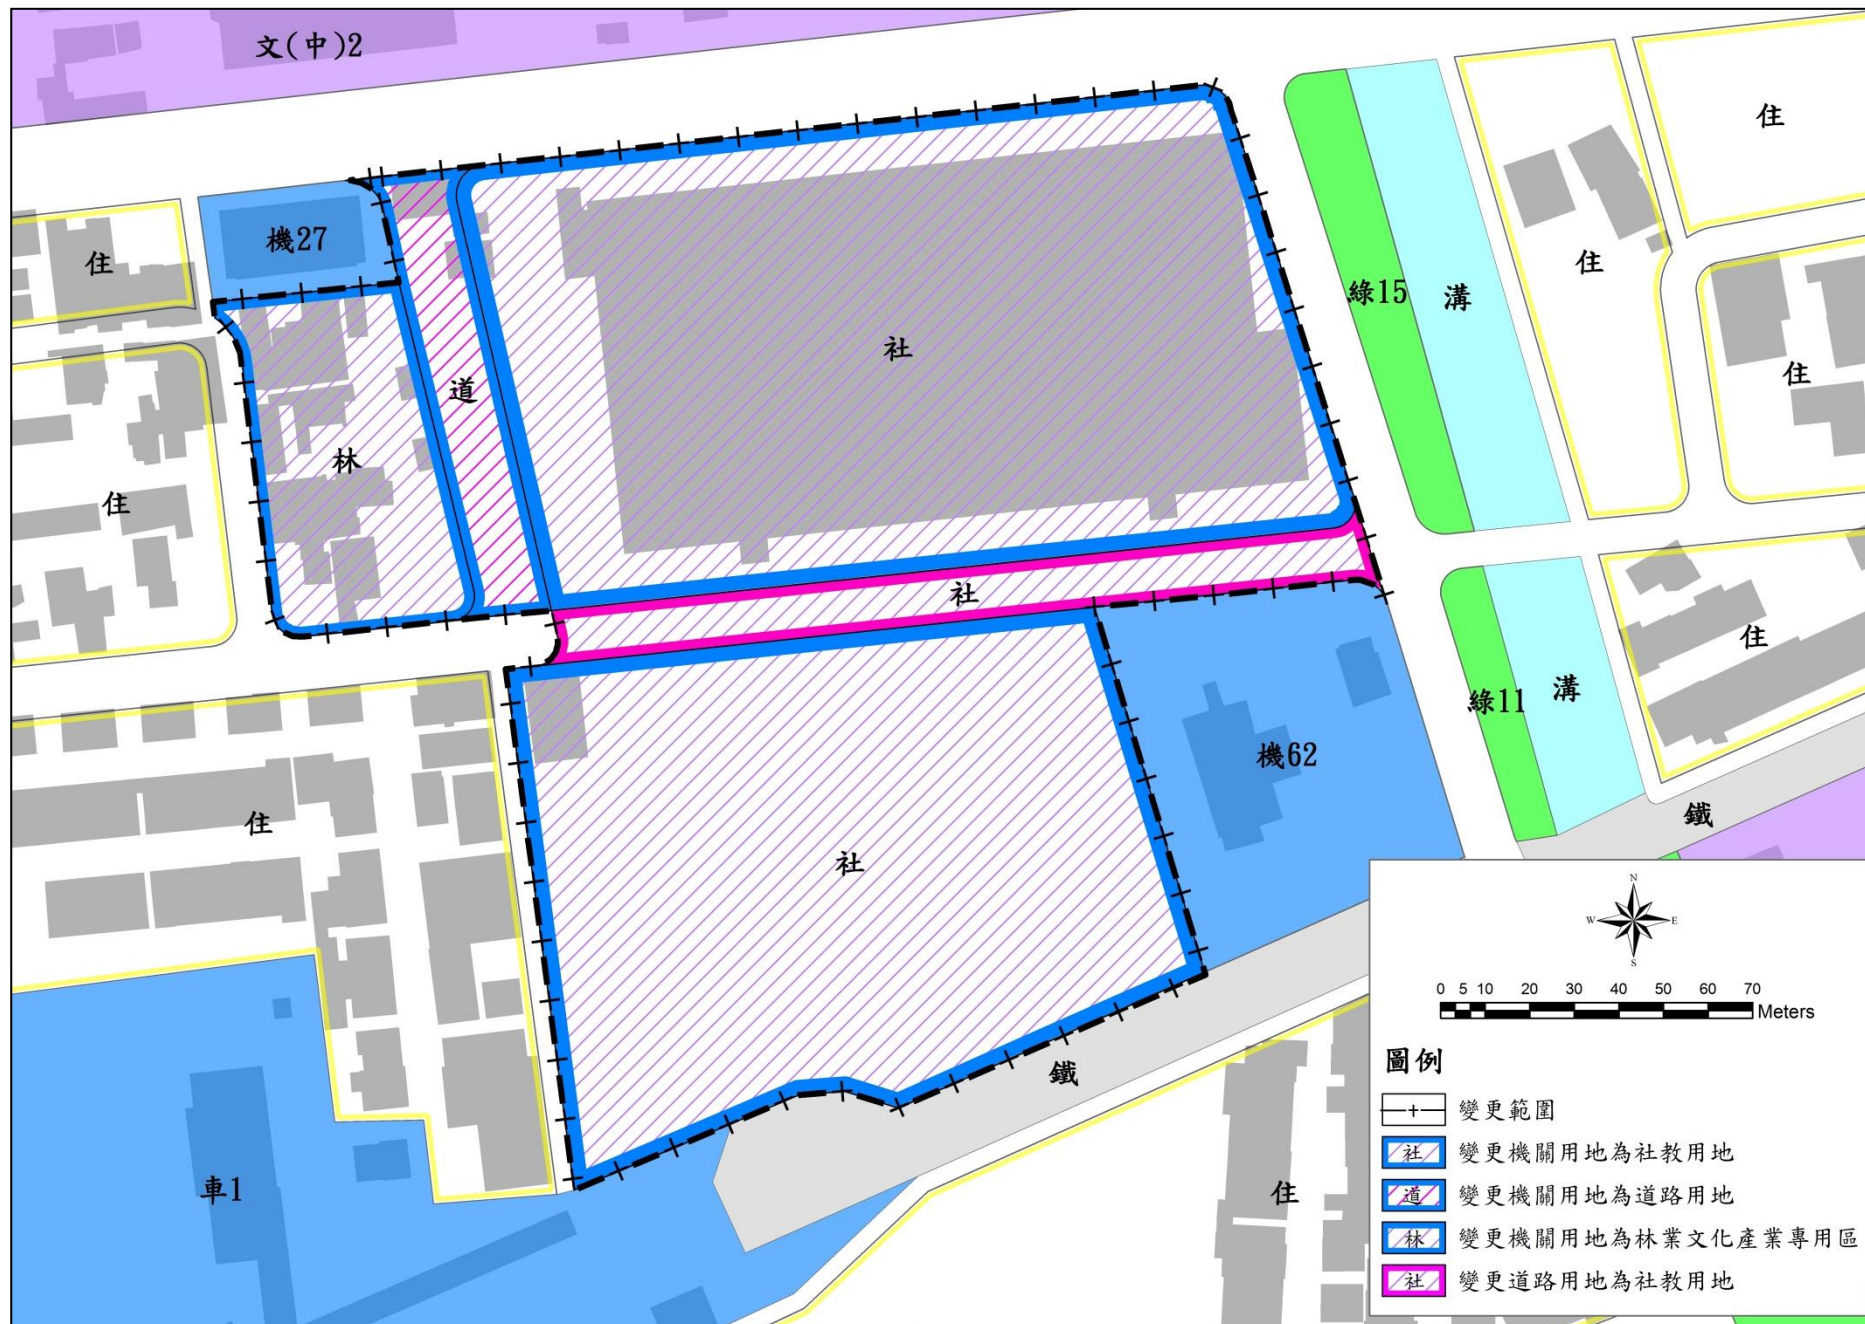 文(中)2
住
機27
住
住
綠15
溝
住
社
住
道
林
住
社
住
綠11
溝
機62
住
社
鐵
鐵
車1
住
N
W
E
S
0 5 10 20 30 40 50 60 70
Meters
圖例
變更範圍
社 變更機關用地為社教用地
道 變更機關用地為道路用地
林 變更機關用地為林業文化產業專用區
社 變更道路用地為社教用地